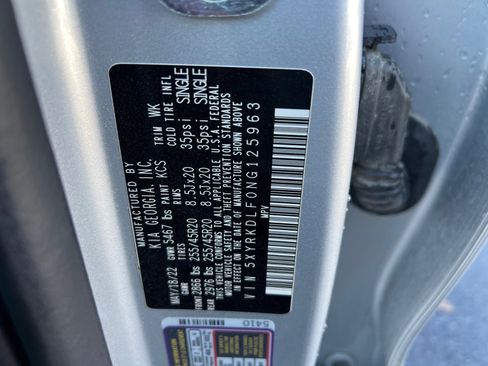 MANUFACTURED BY
KIA GEORGIA, INC.
MAY/18/22 GVWR 5467 lbs PAINT KCS TRIM WK
GAWR TIRES RIMS COLD TIRE INFL
FRONT 2866 lbs 255/45R20 8.5Jx20 35psi SINGLE
REAR 2976 lbs 255/45R20 8.5Jx20 35psi SINGLE
THIS VEHICLE CONFORMS TO ALL APPLICABLE U.S.A. FEDERAL
MOTOR VEHICLE SAFETY AND THEFT PREVENTION STANDARDS
IN EFFECT ON THE DATE OF MANUFACTURE SHOWN ABOVE
VIN 5XYRKDLF0NG125963
MPV
5410